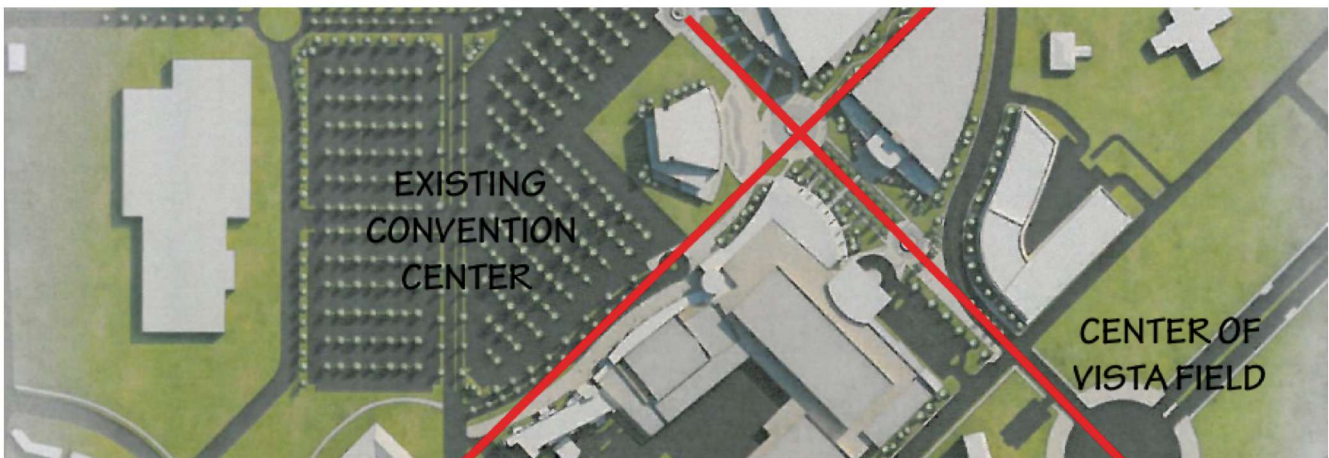 EXISTING
CONVENTION
CENTER
CENTER OF
VISTA FIELD